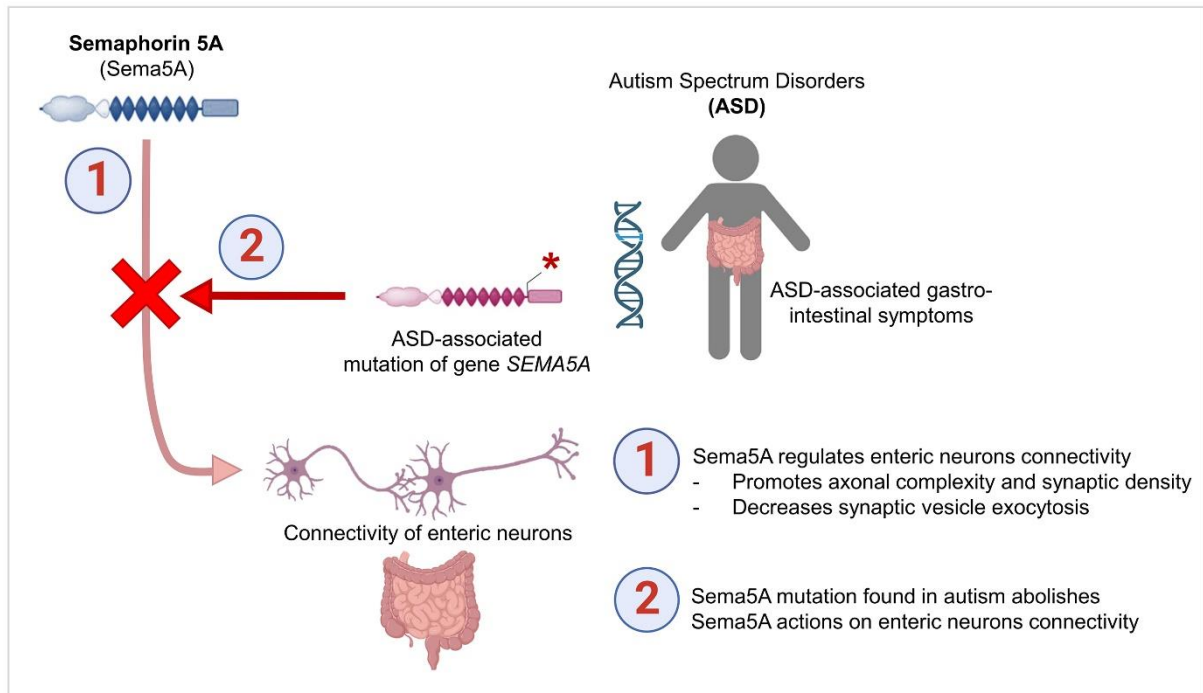 Semaphorin 5A
(Sema5A)
1
2
*
ASD-associated
mutation of gene SEMA5A
Autism Spectrum Disorders
(ASD)
ASD-associated gastro-
intestinal symptoms
Connectivity of enteric neurons
1
Sema5A regulates enteric neurons connectivity
- Promotes axonal complexity and synaptic density
- Decreases synaptic vesicle exocytosis
2
Sema5A mutation found in autism abolishes
Sema5A actions on enteric neurons connectivity